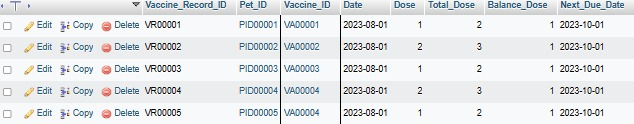 Vaccine_Record_ID Pet_ID Vaccine_ID Date Dose Total_Dose Balance_Dose Next_Due_Date
Edit Copy Delete VR00001 PID00001 VA00001 2023-08-01 1 2 1 2023-10-01
Edit Copy Delete VR00002 PID00002 VA00002 2023-08-01 2 3 1 2023-10-01
Edit Copy Delete VR00003 PID00003 VA00003 2023-08-01 1 2 1 2023-10-01
Edit Copy Delete VR00004 PID00004 VA00004 2023-08-01 2 3 1 2023-10-01
Edit Copy Delete VR00005 PID00005 VA00004 2023-08-01 1 2 1 2023-10-01